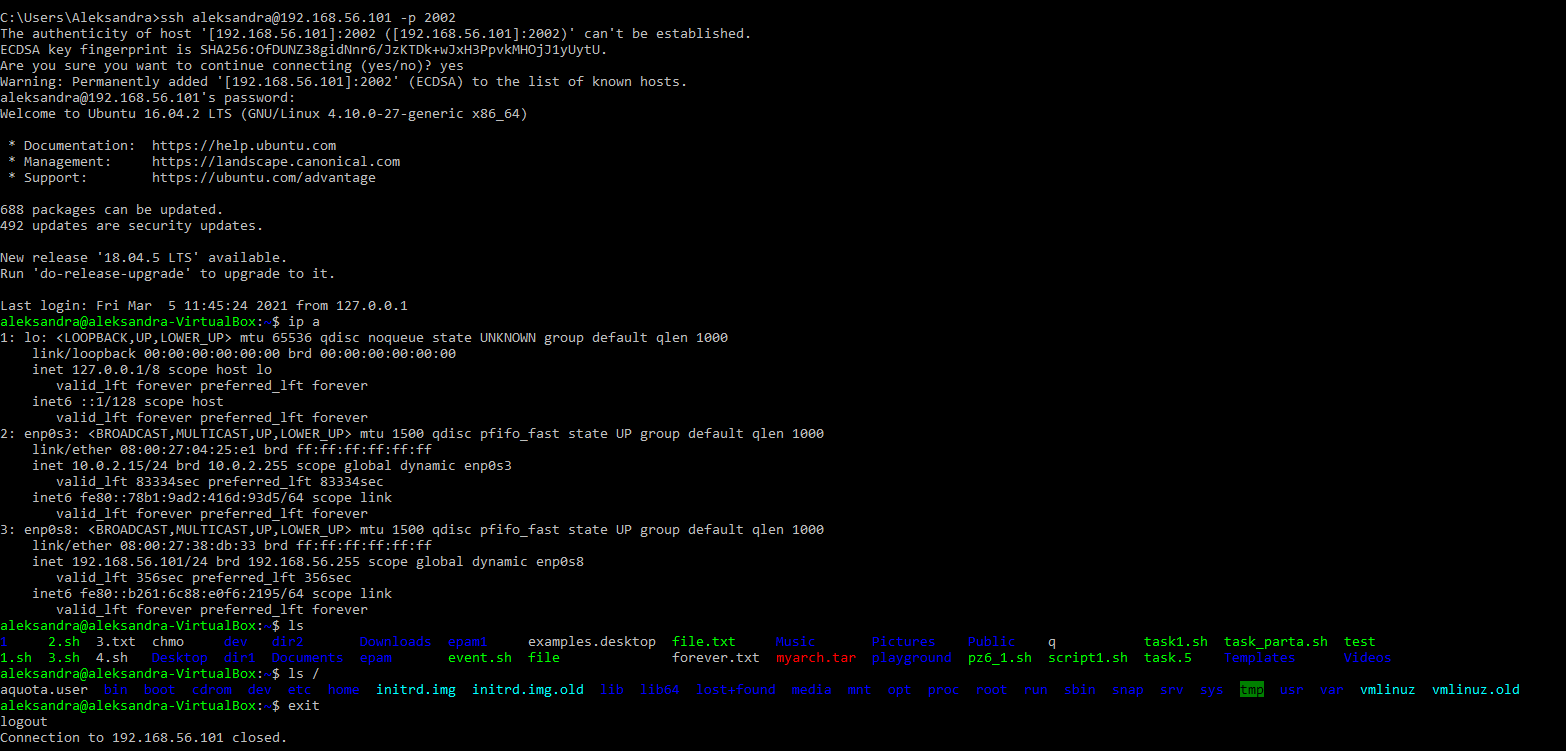 C:\Users\Aleksandra>ssh aleksandra@192.168.56.101 -p 2002
The authenticity of host '[192.168.56.101]:2002 ([192.168.56.101]:2002)' can't be established.
ECDSA key fingerprint is SHA256:OfDUNZ38gidNnr6/JzKTDk+wJxH3PpvkMHOjJ1yUytU.
Are you sure you want to continue connecting (yes/no)? yes
Warning: Permanently added '[192.168.56.101]:2002' (ECDSA) to the list of known hosts.
aleksandra@192.168.56.101's password:
Welcome to Ubuntu 16.04.2 LTS (GNU/Linux 4.10.0-27-generic x86_64)

 * Documentation:  https://help.ubuntu.com
 * Management:     https://landscape.canonical.com
 * Support:        https://ubuntu.com/advantage

688 packages can be updated.
492 updates are security updates.

New release '18.04.5 LTS' available.
Run 'do-release-upgrade' to upgrade to it.

Last login: Fri Mar  5 11:45:24 2021 from 127.0.0.1
aleksandra@aleksandra-VirtualBox:~$ ip a
1: lo: <LOOPBACK,UP,LOWER_UP> mtu 65536 qdisc noqueue state UNKNOWN group default qlen 1000
    link/loopback 00:00:00:00:00:00 brd 00:00:00:00:00:00
    inet 127.0.0.1/8 scope host lo
       valid_lft forever preferred_lft forever
    inet6 ::1/128 scope host
       valid_lft forever preferred_lft forever
2: enp0s3: <BROADCAST,MULTICAST,UP,LOWER_UP> mtu 1500 qdisc pfifo_fast state UP group default qlen 1000
    link/ether 08:00:27:04:25:e1 brd ff:ff:ff:ff:ff:ff
    inet 10.0.2.15/24 brd 10.0.2.255 scope global dynamic enp0s3
       valid_lft 83334sec preferred_lft 83334sec
    inet6 fe80::78b1:9ad2:416d:93d5/64 scope link
       valid_lft forever preferred_lft forever
3: enp0s8: <BROADCAST,MULTICAST,UP,LOWER_UP> mtu 1500 qdisc pfifo_fast state UP group default qlen 1000
    link/ether 08:00:27:38:db:33 brd ff:ff:ff:ff:ff:ff
    inet 192.168.56.101/24 brd 192.168.56.255 scope global dynamic enp0s8
       valid_lft 356sec preferred_lft 356sec
    inet6 fe80::b261:6c88:e0f6:2195/64 scope link
       valid_lft forever preferred_lft forever
aleksandra@aleksandra-VirtualBox:~$ ls
1     2.sh  3.txt  chmo     dev   dir2       Downloads  epam1     examples.desktop  file.txt     Music      Pictures    Public    q           task1.sh  task_parta.sh  test
1.sh  3.sh  4.sh   Desktop  dir1  Documents  epam       event.sh  file              forever.txt  myarch.tar  playground  pz6_1.sh  script1.sh  task.5    Templates      Videos
aleksandra@aleksandra-VirtualBox:~$ ls /
aquota.user  bin  boot  cdrom  dev  etc  home  initrd.img  initrd.img.old  lib  lib64  lost+found  media  mnt  opt  proc  root  run  sbin  snap  srv  sys  tmp  usr  var  vmlinuz  vmlinuz.old
aleksandra@aleksandra-VirtualBox:~$ exit
logout
Connection to 192.168.56.101 closed.